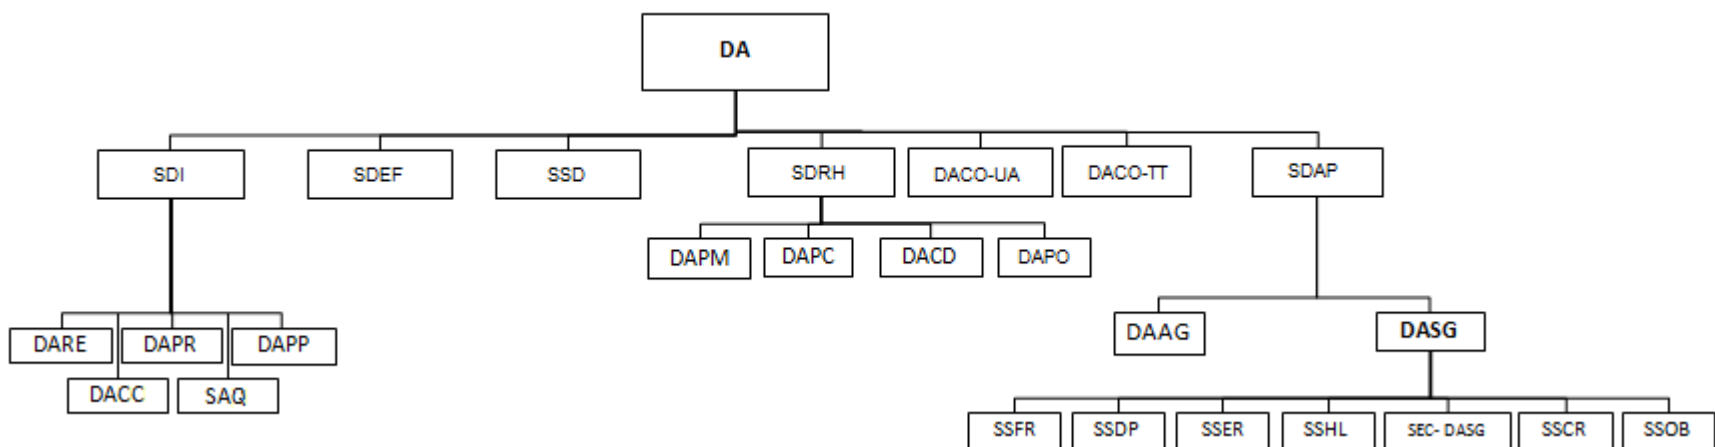 DA
SDI
SDEF
SSD
SDRH
DACO-UA
DACO-TT
SDAP
DAPM
DAPC
DACD
DAPO
DARE
DAPR
DAPP
DAAG
DASG
DACC
SAQ
SSFR
SSDP
SSER
SSHL
SEC- DASG
SSCR
SSOB